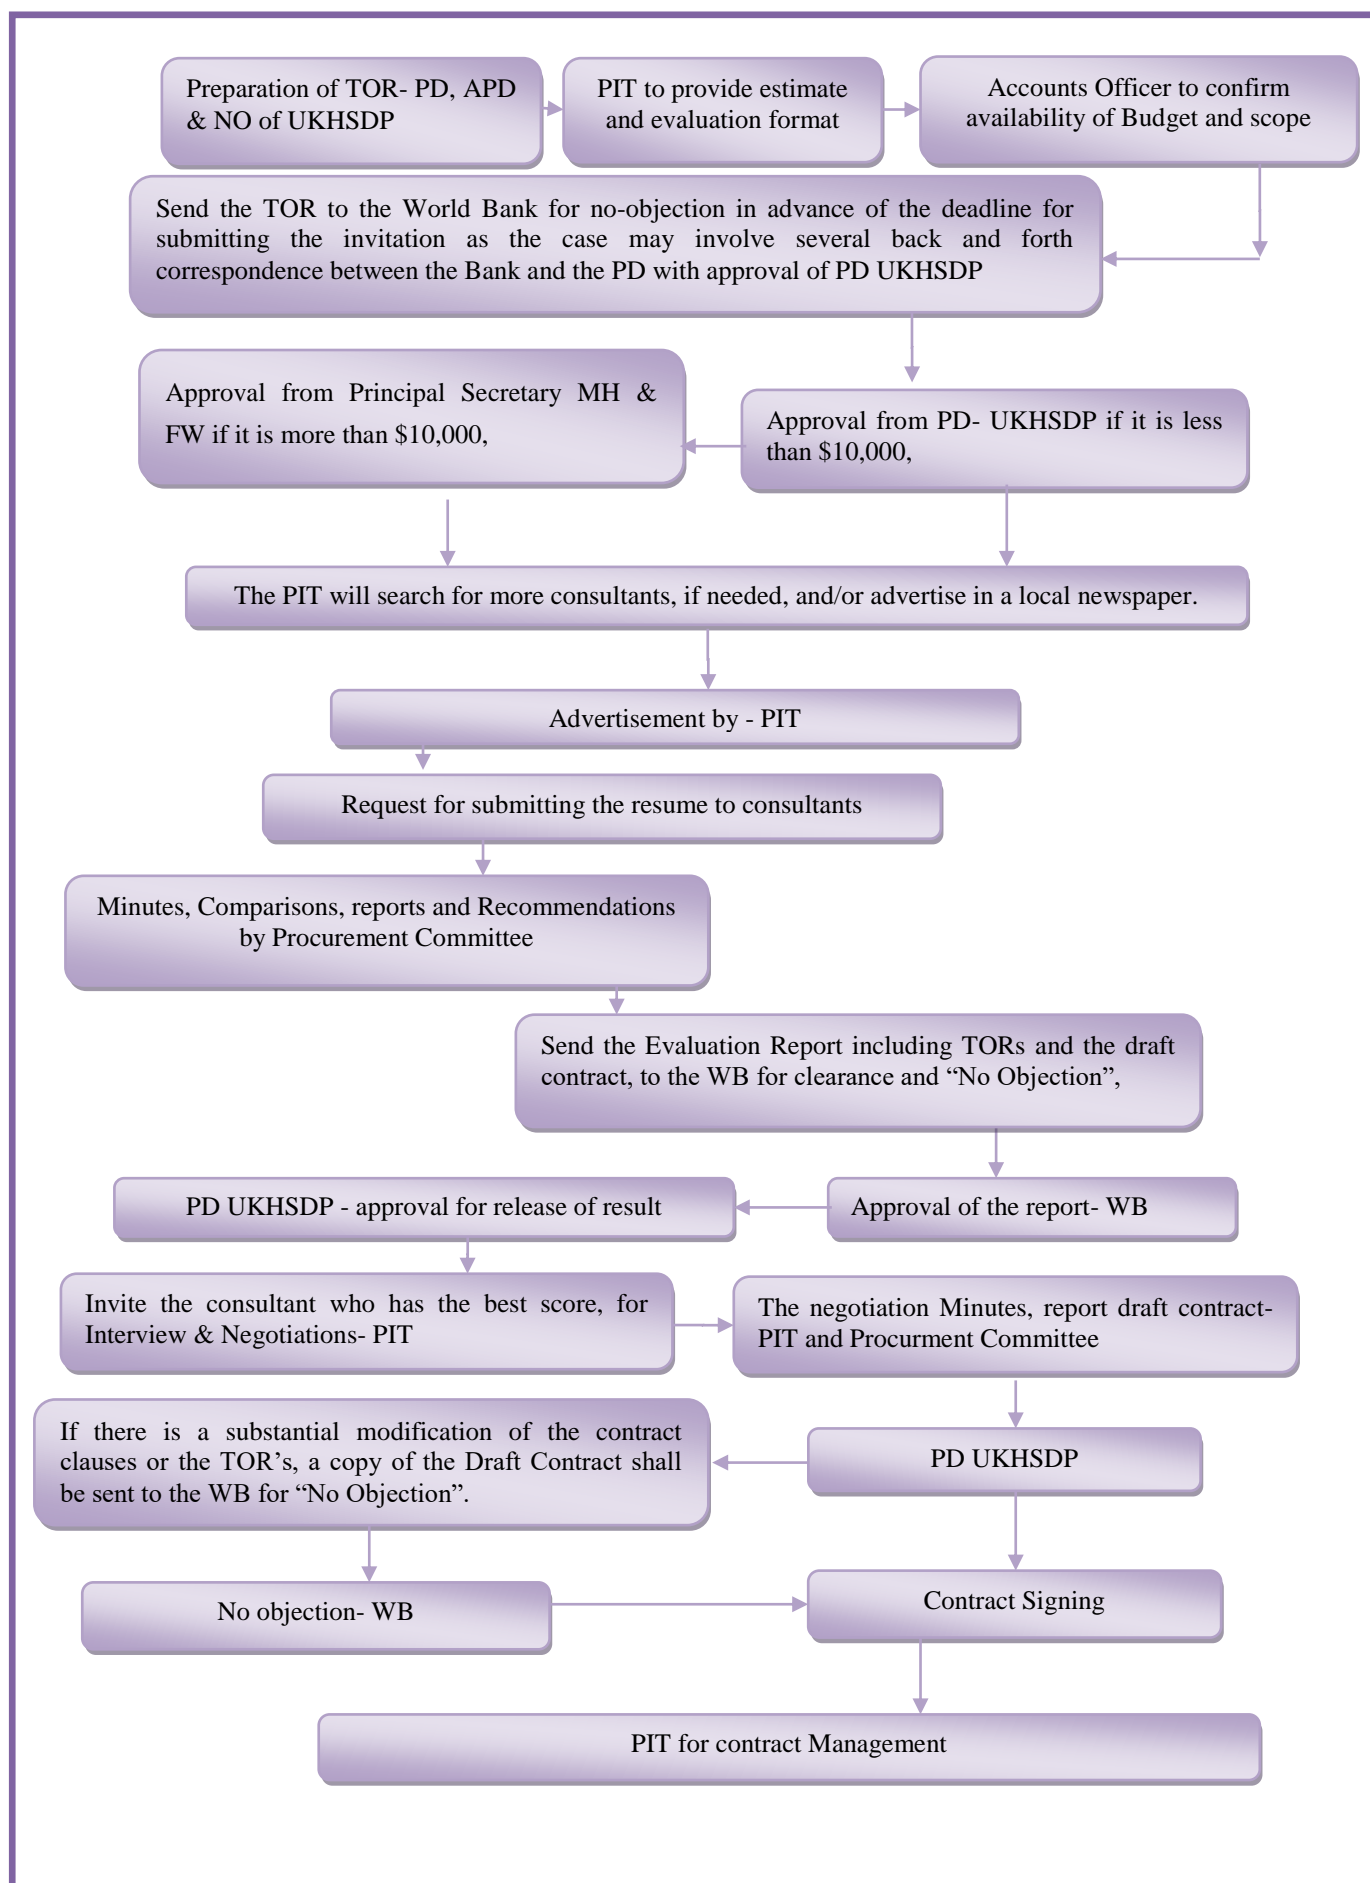 Preparation of TOR- PD, APD
& NO of UKHSDP
PIT to provide estimate
and evaluation format
Accounts Officer to confirm
availability of Budget and scope
Send the TOR to the World Bank for no-objection in advance of the deadline for
submitting the invitation as the case may involve several back and forth
correspondence between the Bank and the PD with approval of PD UKHSDP
Approval from Principal Secretary MH &
FW if it is more than $10,000,
Approval from PD- UKHSDP if it is less
than $10,000,
The PIT will search for more consultants, if needed, and/or advertise in a local newspaper.
Advertisement by - PIT
Request for submitting the resume to consultants
Minutes, Comparisons, reports and Recommendations
by Procurement Committee
Send the Evaluation Report including TORs and the draft
contract, to the WB for clearance and “No Objection”,
PD UKHSDP - approval for release of result
Approval of the report- WB
Invite the consultant who has the best score, for
Interview & Negotiations- PIT
The negotiation Minutes, report draft contract-
PIT and Procurment Committee
If there is a substantial modification of the contract
clauses or the TOR’s, a copy of the Draft Contract shall
be sent to the WB for “No Objection”.
PD UKHSDP
No objection- WB
Contract Signing
PIT for contract Management